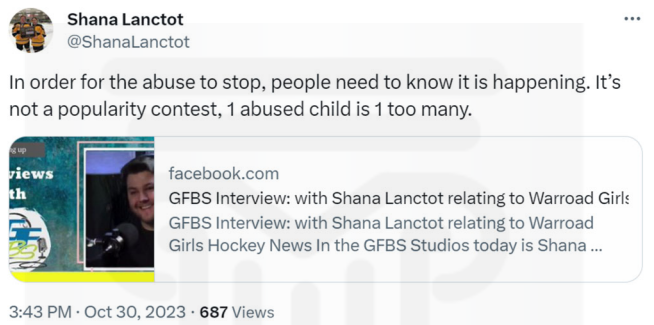 Shana Lanctot
@ShanaLanctot
In order for the abuse to stop, people need to know it is happening. It’s
not a popularity contest, 1 abused child is 1 too many.
ng up
views
th
facebook.com
GFBS Interview: with Shana Lanctot relating to Warroad Girls
GFBS Interview: with Shana Lanctot relating to Warroad
Girls Hockey News In the GFBS Studios today is Shana ...
3:43 PM · Oct 30, 2023 · 687 Views